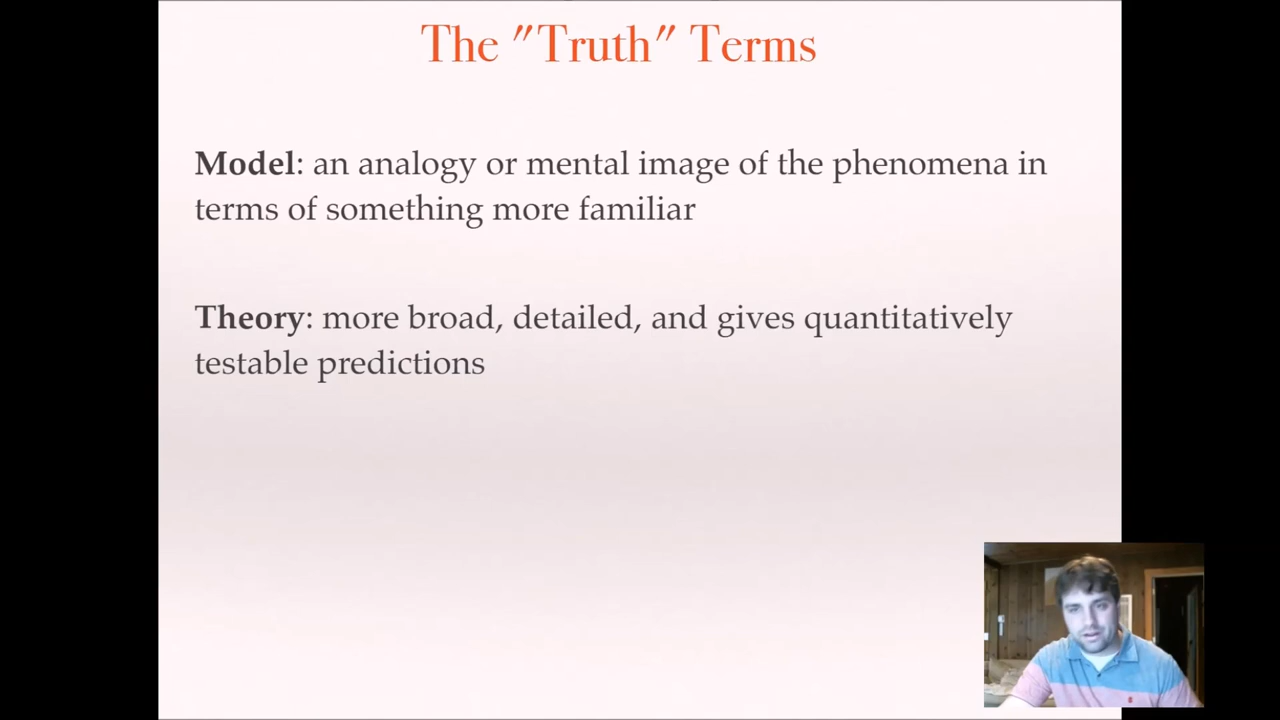 The "Truth" Terms
Model: an analogy or mental image of the phenomena in
terms of something more familiar
Theory: more broad, detailed, and gives quantitatively
testable predictions